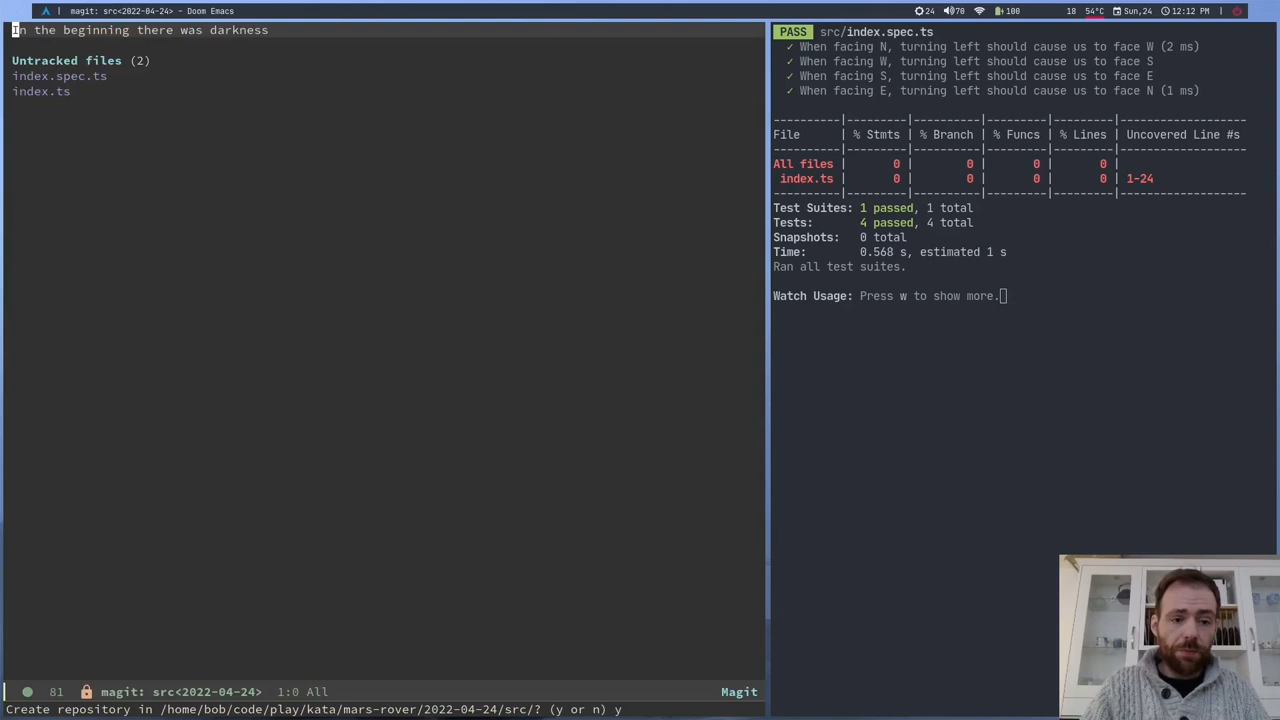 magit: src<2022-04-24> - Doom Emacs
24 70 100 18 54°C Sun,24 12:12 PM
In the beginning there was darkness
Untracked files (2)
index.spec.ts
index.ts
81 magit: src<2022-04-24> 1:0 All Magit
Create repository in /home/bob/code/play/kata/mars-rover/2022-04-24/src/? (y or n) y
PASS src/index.spec.ts
✓ When facing N, turning left should cause us to face W (2 ms)
✓ When facing W, turning left should cause us to face S
✓ When facing S, turning left should cause us to face E
✓ When facing E, turning left should cause us to face N (1 ms)
----------|---------|----------|---------|---------|-------------------
File | % Stmts | % Branch | % Funcs | % Lines | Uncovered Line #s
----------|---------|----------|---------|---------|-------------------
All files | 0 | 0 | 0 | 0 |
index.ts | 0 | 0 | 0 | 0 | 1-24
----------|---------|----------|---------|---------|-------------------
Test Suites: 1 passed, 1 total
Tests: 4 passed, 4 total
Snapshots: 0 total
Time: 0.568 s, estimated 1 s
Ran all test suites.
Watch Usage: Press w to show more.